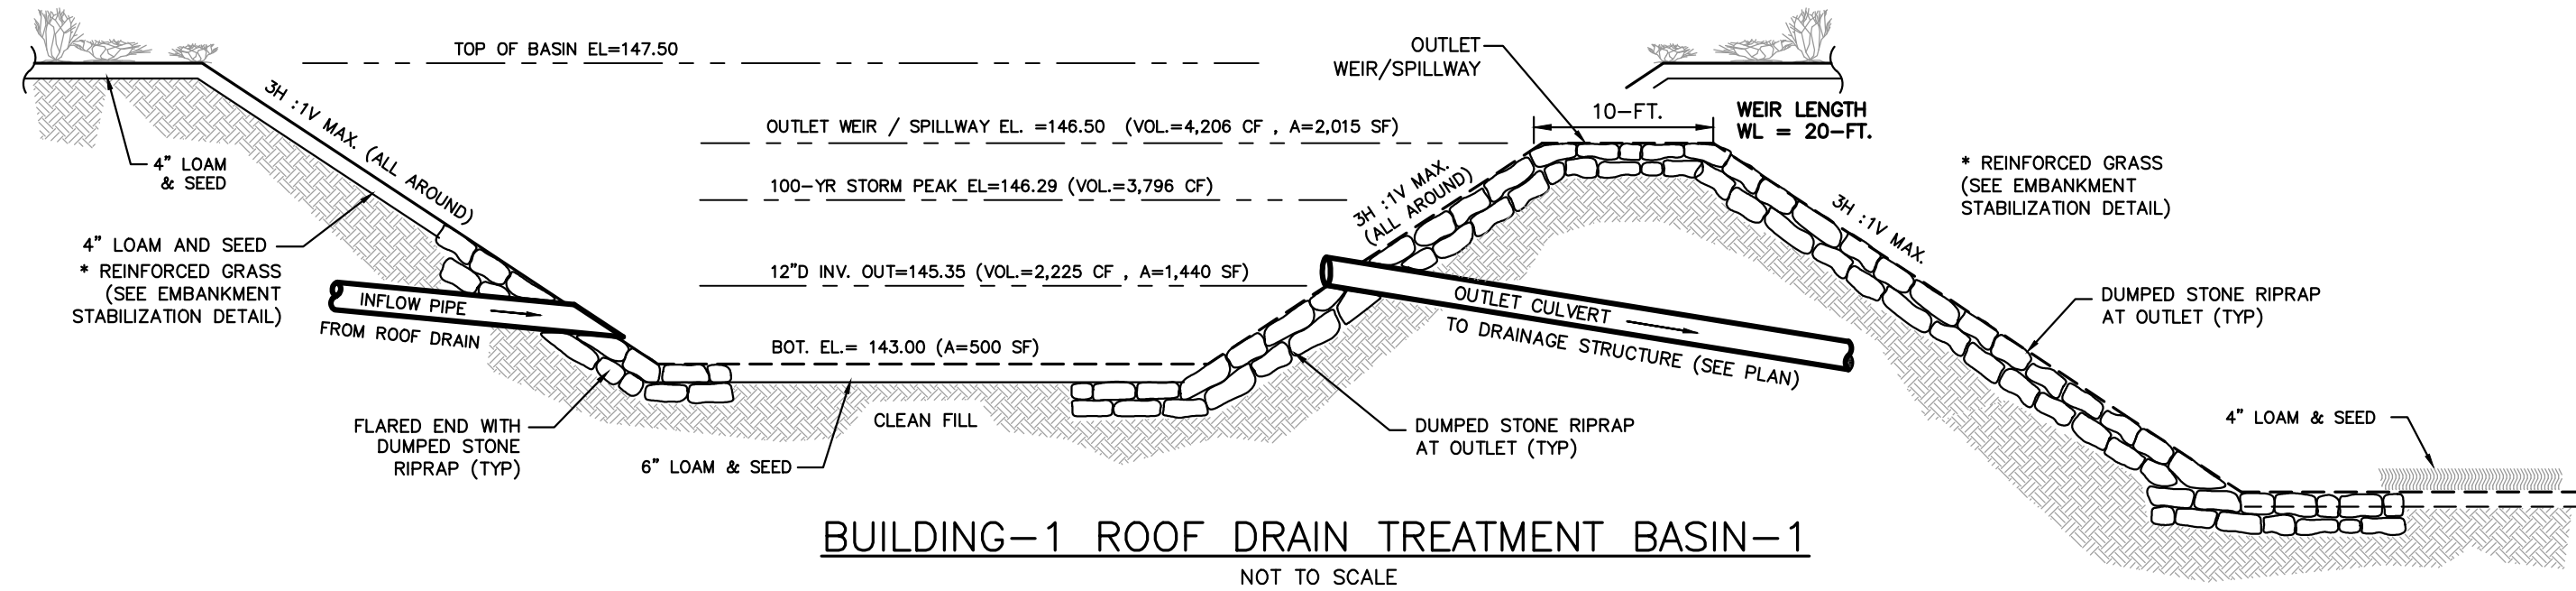 TOP OF BASIN EL=147.50
OUTLET
WEIR/SPILLWAY
3H :1V MAX. (ALL AROUND)
OUTLET WEIR / SPILLWAY EL. =146.50 (VOL.=4,206 CF , A=2,015 SF)
10-FT.
WEIR LENGTH
WL = 20-FT.
4" LOAM
& SEED
100-YR STORM PEAK EL=146.29 (VOL.=3,796 CF)
3H :1V MAX.
(ALL AROUND)
* REINFORCED GRASS
(SEE EMBANKMENT
STABILIZATION DETAIL)
3H :1V MAX.
4" LOAM AND SEED
* REINFORCED GRASS
(SEE EMBANKMENT
STABILIZATION DETAIL)
12"D INV. OUT=145.35 (VOL.=2,225 CF , A=1,440 SF)
INFLOW PIPE
FROM ROOF DRAIN
OUTLET CULVERT
TO DRAINAGE STRUCTURE (SEE PLAN)
DUMPED STONE RIPRAP
AT OUTLET (TYP)
BOT. EL.= 143.00 (A=500 SF)
FLARED END WITH
DUMPED STONE
RIPRAP (TYP)
CLEAN FILL
6" LOAM & SEED
DUMPED STONE RIPRAP
AT OUTLET (TYP)
4" LOAM & SEED
BUILDING-1 ROOF DRAIN TREATMENT BASIN-1
NOT TO SCALE